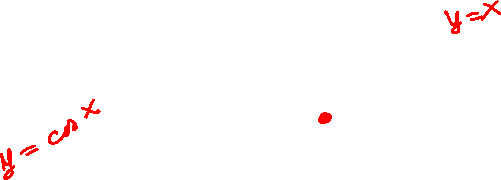 y = x
y = cos x